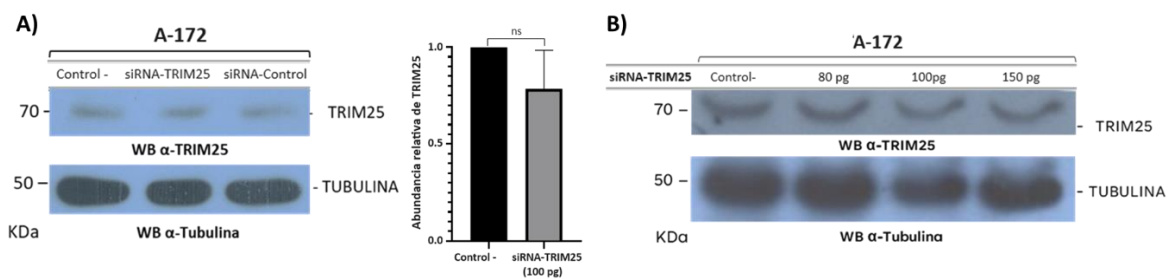 A)
A-172
Control - siRNA-TRIM25 siRNA-Control
70 - TRIM25
WB α-TRIM25
50 - TUBULINA
KDa
WB α-Tubulina
ns
1.0
0.5
0.0
Abundancia relativa de TRIM25
Control - siRNA-TRIM25
(100 pg)
B)
A-172
siRNA-TRIM25 Control- 80 pg 100pg 150 pg
70 - TRIM25
WB α-TRIM25
50 - TUBULINA
KDa
WB α-Tubulina